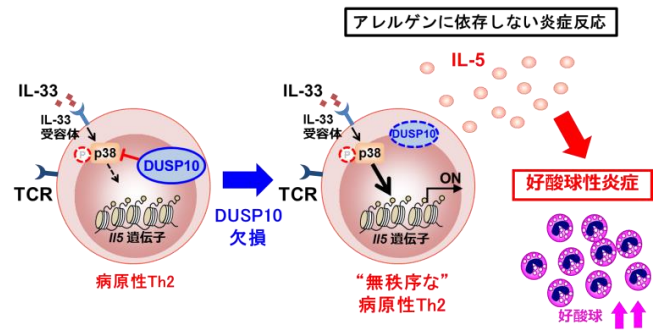 アレルゲンに依存しない炎症反応
IL-33
IL-33
受容体
P
p38
DUSP10
TCR
Il5 遺伝子
病原性Th2
DUSP10
欠損
IL-33
IL-33
受容体
P
p38
DUSP10
TCR
ON
Il5 遺伝子
“無秩序な”
病原性Th2
IL-5
好酸球性炎症
好酸球